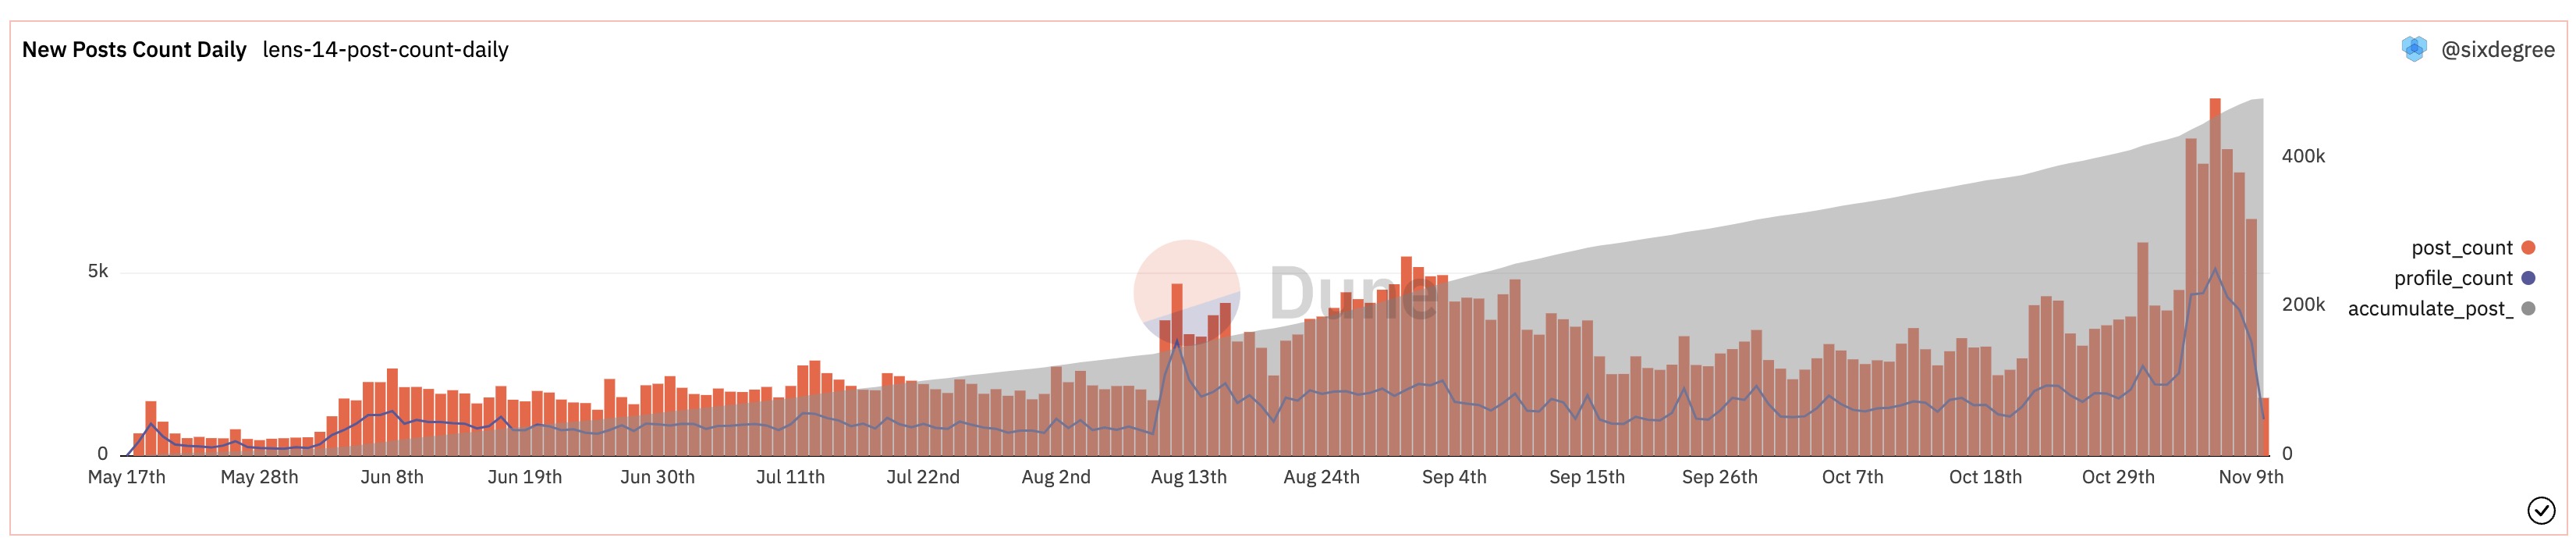 New Posts Count Daily lens-14-post-count-daily
@sixdegree
400k
post_count
5k
profile_count
Dune
200k
accumulate_post_
0
0
May 17th May 28th Jun 8th Jun 19th Jun 30th Jul 11th Jul 22nd Aug 2nd Aug 13th Aug 24th Sep 4th Sep 15th Sep 26th Oct 7th Oct 18th Oct 29th Nov 9th